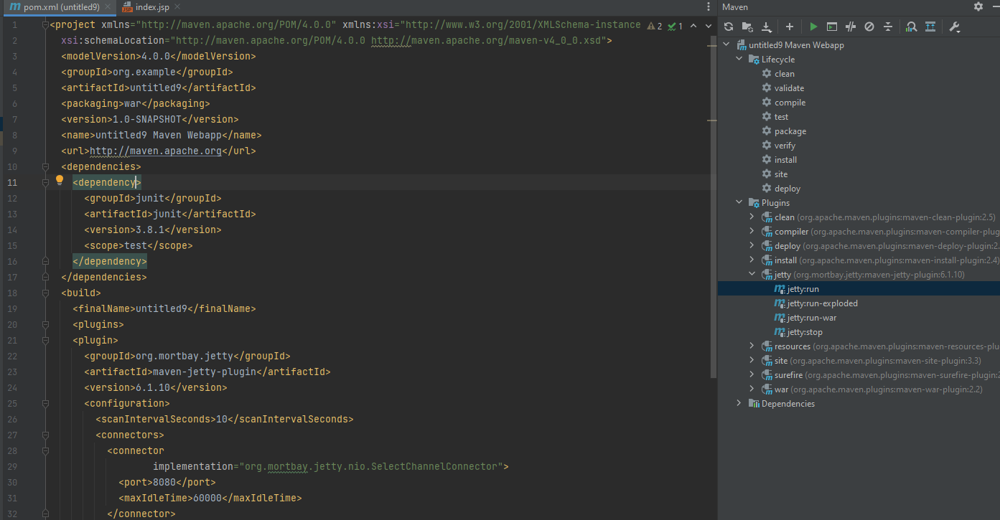 pom.xml (untitled9)
index.jsp
1 <project xmlns="http://maven.apache.org/POM/4.0.0" xmlns:xsi="http://www.w3.org/2001/XMLSchema-instance
2 1
2 xsi:schemaLocation="http://maven.apache.org/POM/4.0.0 http://maven.apache.org/maven-v4_0_0.xsd">
3 <modelVersion>4.0.0</modelVersion>
4 <groupId>org.example</groupId>
5 <artifactId>untitled9</artifactId>
6 <packaging>war</packaging>
7 <version>1.0-SNAPSHOT</version>
8 <name>untitled9 Maven Webapp</name>
9 <url>http://maven.apache.org</url>
10 <dependencies>
11 <dependency>
12 <groupId>junit</groupId>
13 <artifactId>junit</artifactId>
14 <version>3.8.1</version>
15 <scope>test</scope>
16 </dependency>
17 </dependencies>
18 <build>
19 <finalName>untitled9</finalName>
20 <plugins>
21 <plugin>
22 <groupId>org.mortbay.jetty</groupId>
23 <artifactId>maven-jetty-plugin</artifactId>
24 <version>6.1.10</version>
25 <configuration>
26 <scanIntervalSeconds>10</scanIntervalSeconds>
27 <connectors>
28 <connector
29 implementation="org.mortbay.jetty.nio.SelectChannelConnector">
30 <port>8080</port>
31 <maxIdleTime>60000</maxIdleTime>
32 </connector>
Maven
untitled9 Maven Webapp
Lifecycle
clean
validate
compile
test
package
verify
install
site
deploy
Plugins
clean (org.apache.maven.plugins:maven-clean-plugin:2.5)
compiler (org.apache.maven.plugins:maven-compiler-plug
deploy (org.apache.maven.plugins:maven-deploy-plugin:2.
install (org.apache.maven.plugins:maven-install-plugin:2.4)
jetty (org.mortbay.jetty:maven-jetty-plugin:6.1.10)
jetty:run
jetty:run-exploded
jetty:run-war
jetty:stop
resources (org.apache.maven.plugins:maven-resources-plu
site (org.apache.maven.plugins:maven-site-plugin:3.3)
surefire (org.apache.maven.plugins:maven-surefire-plugin:2
war (org.apache.maven.plugins:maven-war-plugin:2.2)
Dependencies